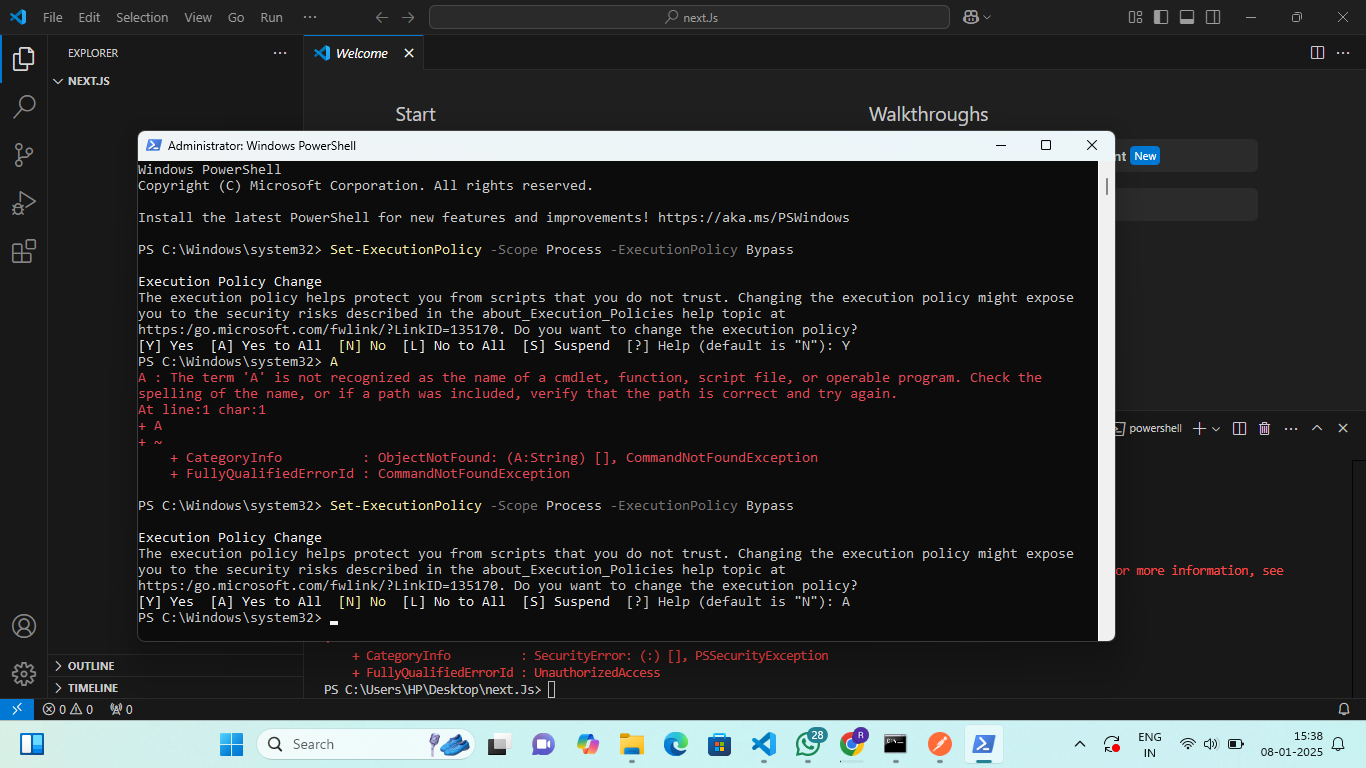 File Edit Selection View Go Run ···
next.Js
EXPLORER
NEXT.JS
Welcome
Start
Walkthroughs
nt New
Administrator: Windows PowerShell
Windows PowerShell
Copyright (C) Microsoft Corporation. All rights reserved.
Install the latest PowerShell for new features and improvements! https://aka.ms/PSWindows
PS C:\Windows\system32> Set-ExecutionPolicy -Scope Process -ExecutionPolicy Bypass
Execution Policy Change
The execution policy helps protect you from scripts that you do not trust. Changing the execution policy might expose
you to the security risks described in the about_Execution_Policies help topic at
https:/go.microsoft.com/fwlink/?LinkID=135170. Do you want to change the execution policy?
[Y] Yes [A] Yes to All [N] No [L] No to All [S] Suspend [?] Help (default is "N"): Y
PS C:\Windows\system32> A
A : The term 'A' is not recognized as the name of a cmdlet, function, script file, or operable program. Check the
spelling of the name, or if a path was included, verify that the path is correct and try again.
At line:1 char:1
+ A
+ ~
+ CategoryInfo : ObjectNotFound: (A:String) [], CommandNotFoundException
+ FullyQualifiedErrorId : CommandNotFoundException
PS C:\Windows\system32> Set-ExecutionPolicy -Scope Process -ExecutionPolicy Bypass
Execution Policy Change
The execution policy helps protect you from scripts that you do not trust. Changing the execution policy might expose
you to the security risks described in the about_Execution_Policies help topic at
https:/go.microsoft.com/fwlink/?LinkID=135170. Do you want to change the execution policy?
[Y] Yes [A] Yes to All [N] No [L] No to All [S] Suspend [?] Help (default is "N"): A
PS C:\Windows\system32>
powershell
or more information, see
+ CategoryInfo : SecurityError: (:) [], PSSecurityException
+ FullyQualifiedErrorId : UnauthorizedAccess
PS C:\Users\HP\Desktop\next.Js>
OUTLINE
TIMELINE
0 0 0
Search
28
R
ENG
IN
15:38
08-01-2025